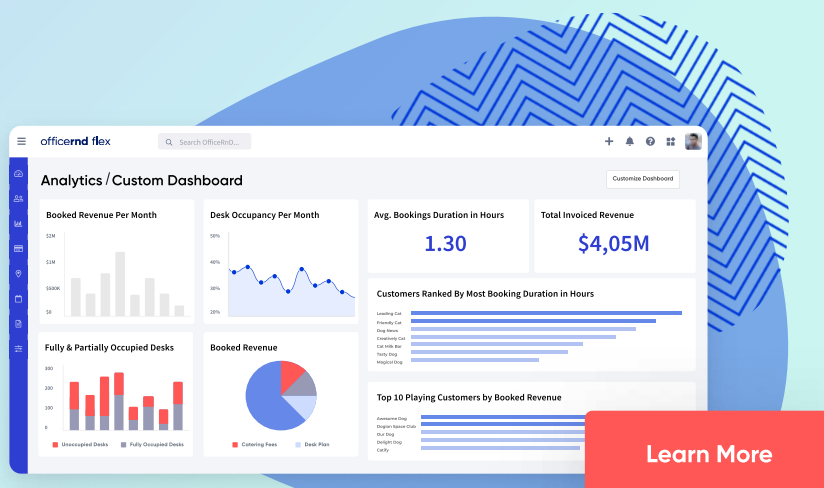 officernd flex
Search OfficeRnD...
Analytics / Custom Dashboard
Customize Dashboard
Booked Revenue Per Month
$2M
$1M
$500K
$0
Desk Occupancy Per Month
50%
40%
30%
20%
Avg. Bookings Duration in Hours
1.30
Total Invoiced Revenue
$4,05M
Customers Ranked By Most Booking Duration in Hours
Loading Cat
Friendly Cat
Dog News
Creatively Cat
Cat Milk Bar
Tasty Dog
Magical Dog
Fully & Partially Occupied Desks
300
200
100
0
Unoccupied Desks
Fully Occupied Desks
Booked Revenue
Catering Fees
Desk Plan
Top 10 Playing Customers by Booked Revenue
Awesome Dog
Dogion Space Club
Our Dog
Delight Dog
Catify
Learn More